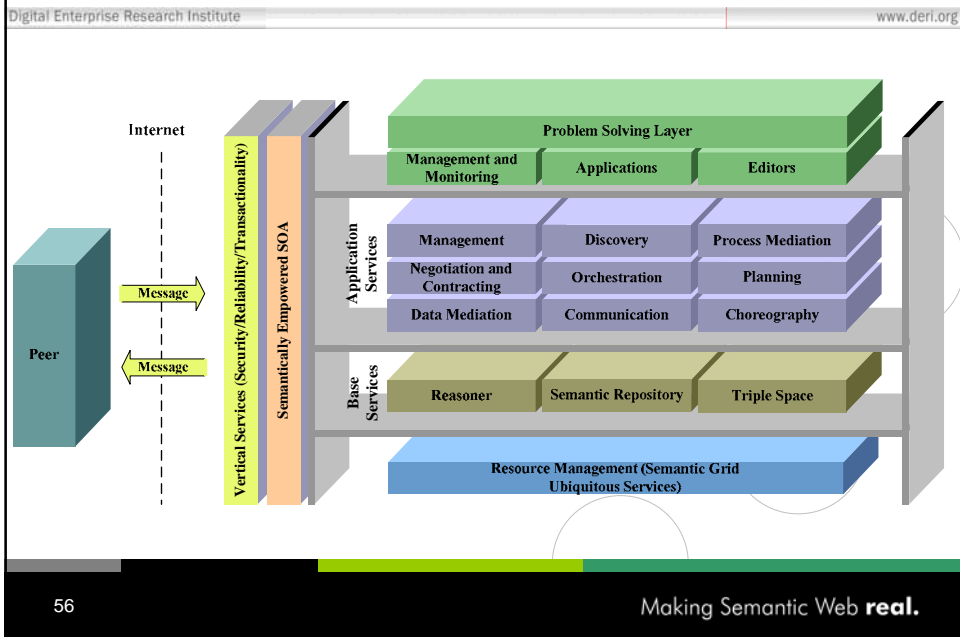 Digital Enterprise Research Institute
www.deri.org
Internet
Peer
Message
Message
Vertical Services (Security/Reliability/Transactionality)
Semantically Empowered SOA
Problem Solving Layer
Management and
Monitoring
Applications
Editors
Application
Services
Management
Discovery
Process Mediation
Negotiation and
Contracting
Orchestration
Planning
Data Mediation
Communication
Choreography
Base
Services
Reasoner
Semantic Repository
Triple Space
Resource Management (Semantic Grid
Ubiquitous Services)
56
Making Semantic Web real.